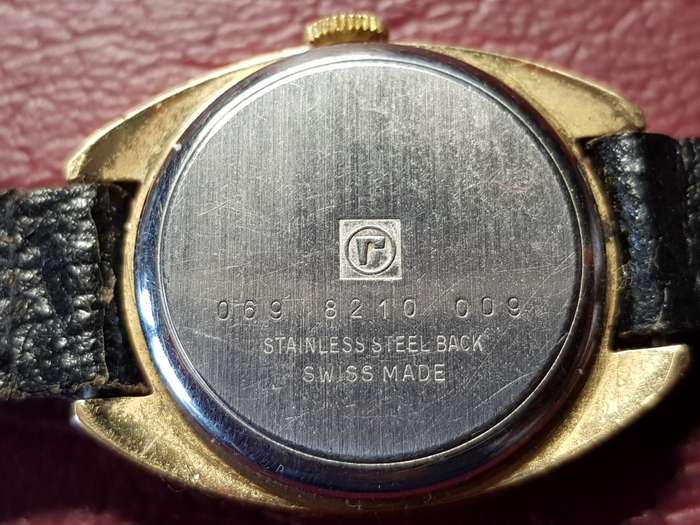 r
069 8210 009
STAINLESS STEEL BACK
SWISS MADE